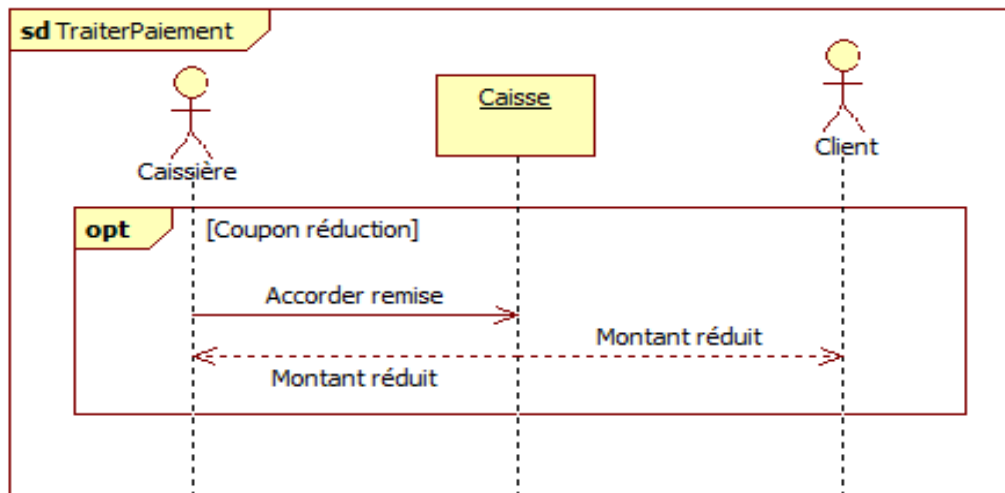 sd TraiterPaiement
Caisse
Client
Caissière
opt [Coupon réduction]
Accorder remise
Montant réduit
Montant réduit